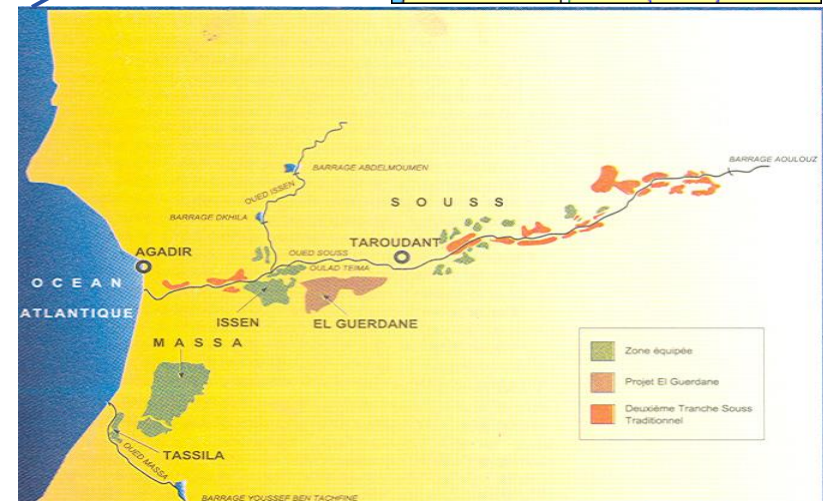 BARRAGE AOULOUZ
BARRAGE ABDELMOUMEN
OUED ISSEN
S O U S S
BARRAGE DKHILA
TAROUDANT
AGADIR
OUED SOUSS
OULAD TEIMA
O C E A N
ATLANTIQUE
ISSEN
EL GUERDANE
M A S S A
Zone équipée
Projet El Guerdane
Deuxième Tranche Souss
Traditionnel
TASSILA
OUED MASSA
BARRAGE YOUSSEF BEN TACHFINE